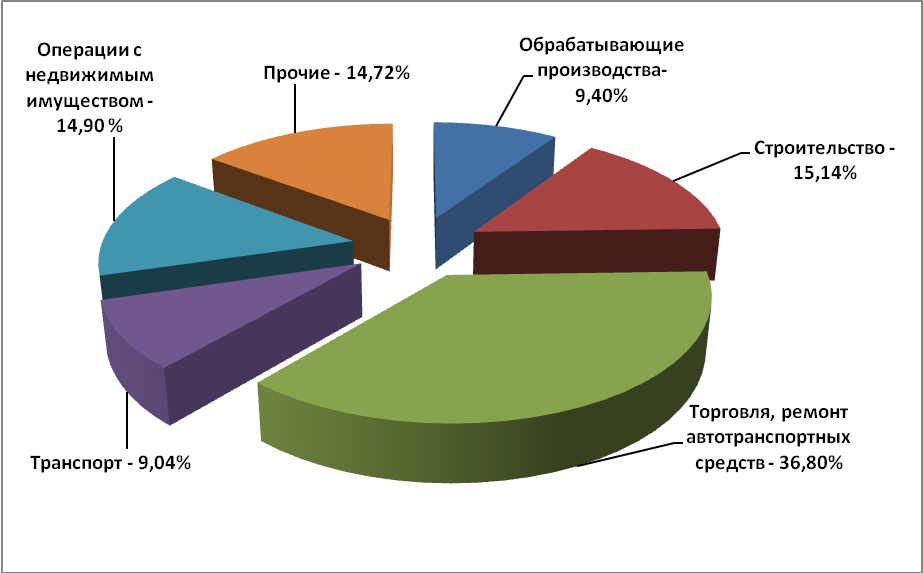 Операции с
недвижимым
имуществом -
14,90 %
Прочие - 14,72%
Обрабатывающие
производства-
9,40%
Строительство -
15,14%
Торговля, ремонт
автотранспортных
средств - 36,80%
Транспорт - 9,04%